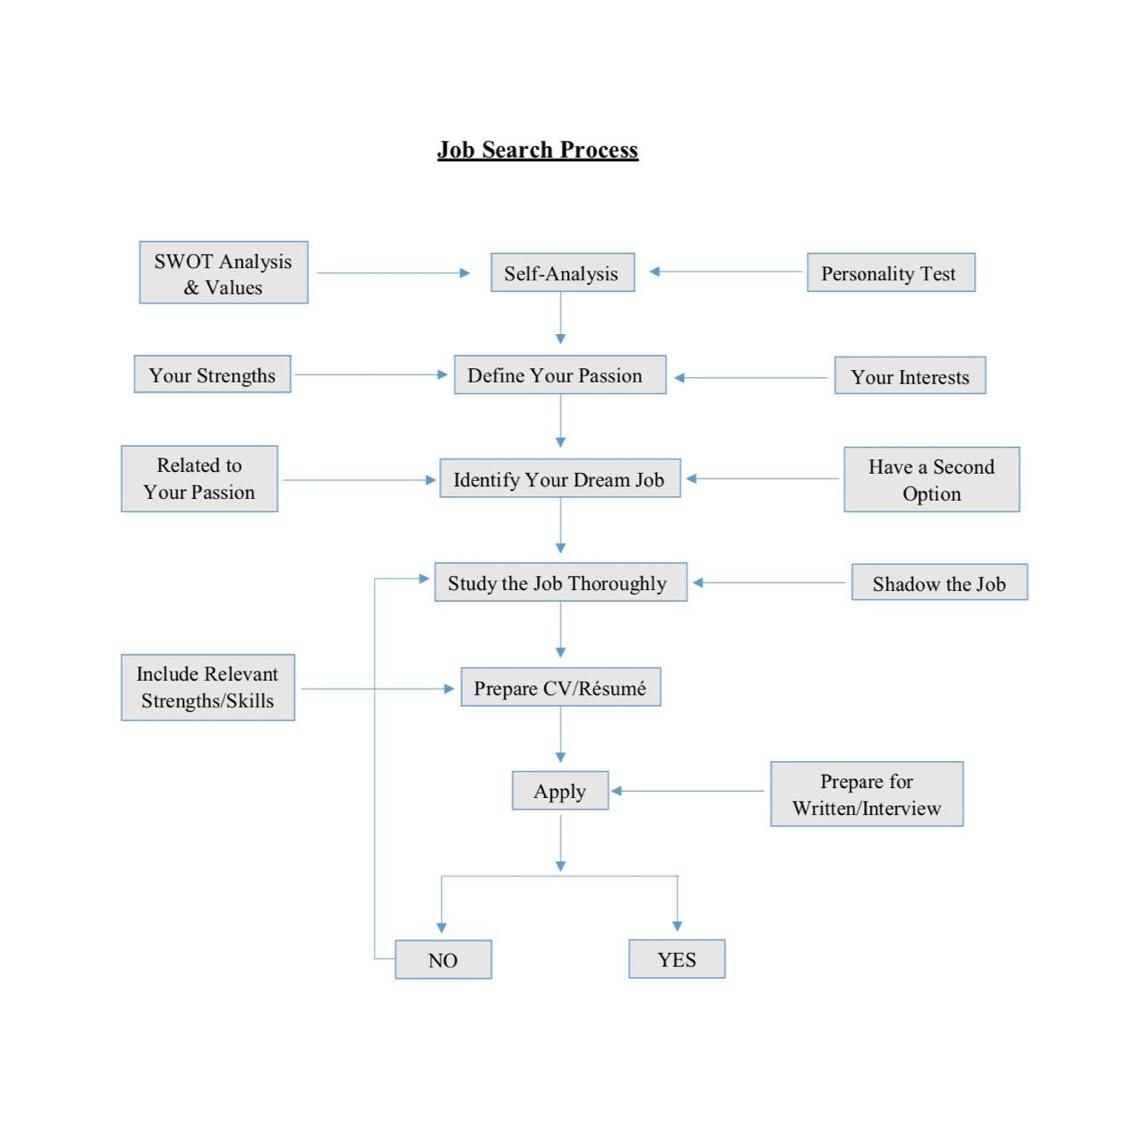 Job Search Process
SWOT Analysis
& Values
Self-Analysis
Personality Test
Your Strengths
Define Your Passion
Your Interests
Related to
Your Passion
Identify Your Dream Job
Have a Second
Option
Study the Job Thoroughly
Shadow the Job
Include Relevant
Strengths/Skills
Prepare CV/Résumé
Apply
Prepare for
Written/Interview
NO
YES